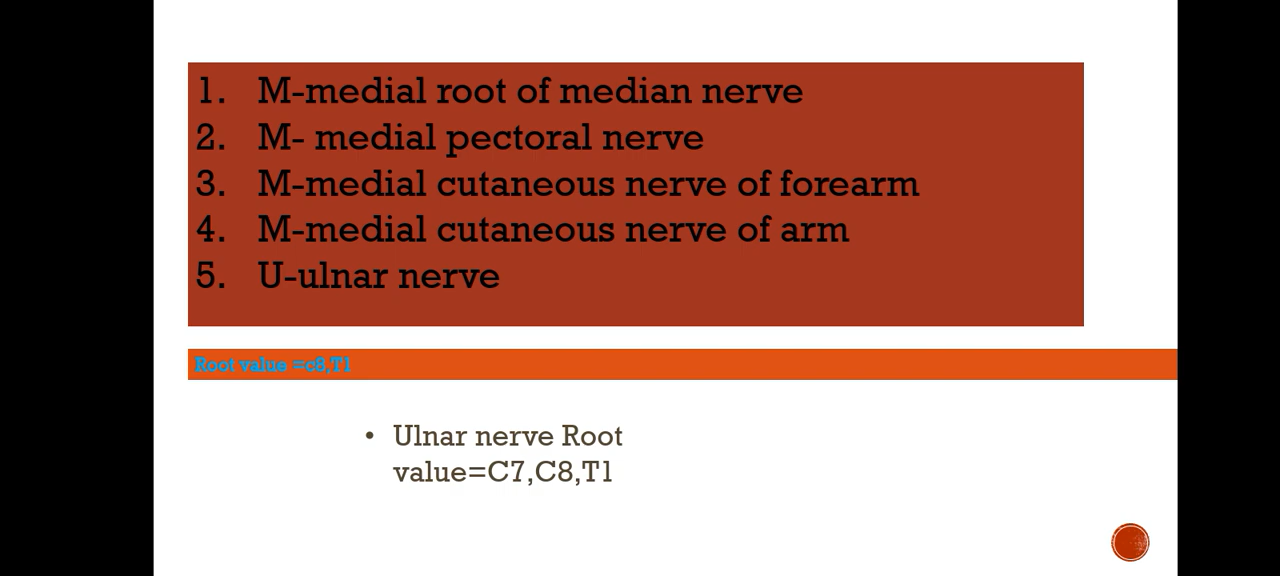 1. M-medial root of median nerve
2. M- medial pectoral nerve
3. M-medial cutaneous nerve of forearm
4. M-medial cutaneous nerve of arm
5. U-ulnar nerve
Root value =c8,T1
• Ulnar nerve Root
value=C7,C8,T1